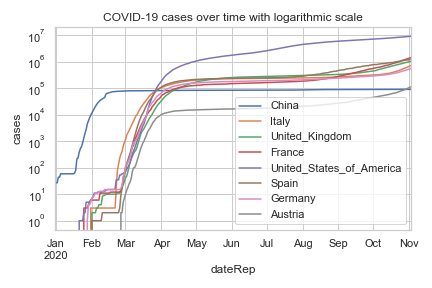 COVID-19 cases over time with logarithmic scale
10^7
10^6
10^5
10^4
10^3
10^2
10^1
10^0
cases
China
Italy
United_Kingdom
France
United_States_of_America
Spain
Germany
Austria
Jan Feb Mar Apr May Jun Jul Aug Sep Oct Nov
2020
dateRep